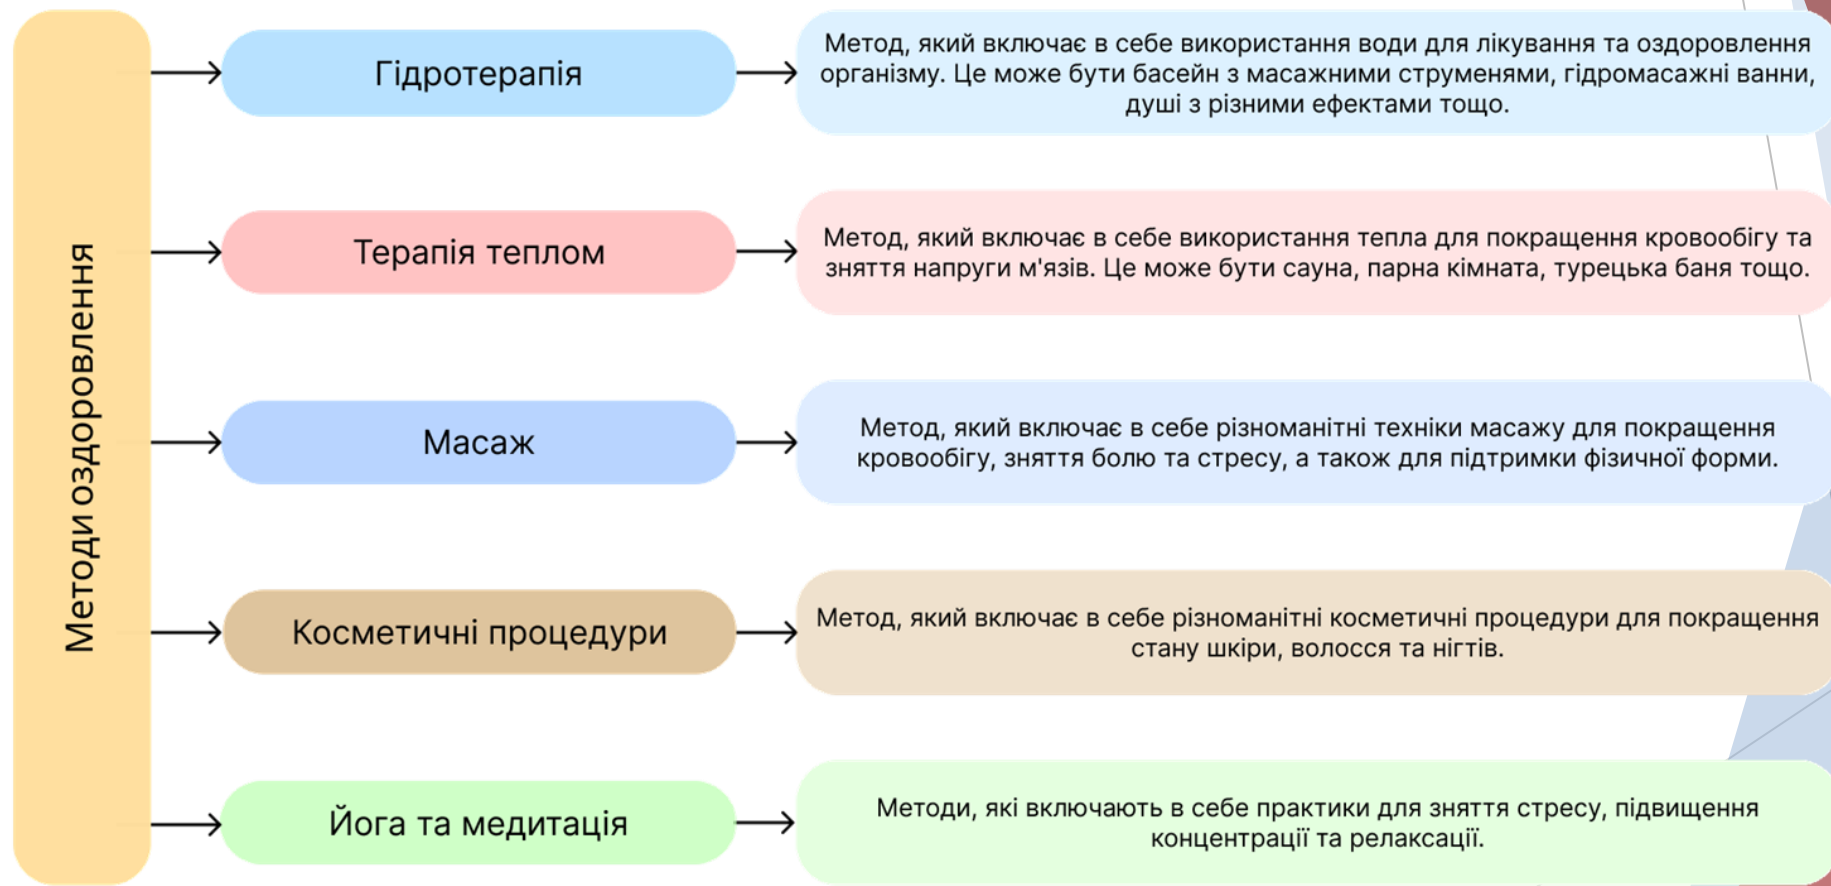 Методи оздоровлення
Гідротерапія
Метод, який включає в себе використання води для лікування та оздоровлення
організму. Це може бути басейн з масажними струменями, гідромасажні ванни,
душі з різними ефектами тощо.
Терапія теплом
Метод, який включає в себе використання тепла для покращення кровообігу та
зняття напруги м'язів. Це може бути сауна, парна кімната, турецька баня тощо.
Масаж
Метод, який включає в себе різноманітні техніки масажу для покращення
кровообігу, зняття болю та стресу, а також для підтримки фізичної форми.
Косметичні процедури
Метод, який включає в себе різноманітні косметичні процедури для покращення
стану шкіри, волосся та нігтів.
Йога та медитація
Методи, які включають в себе практики для зняття стресу, підвищення
концентрації та релаксації.